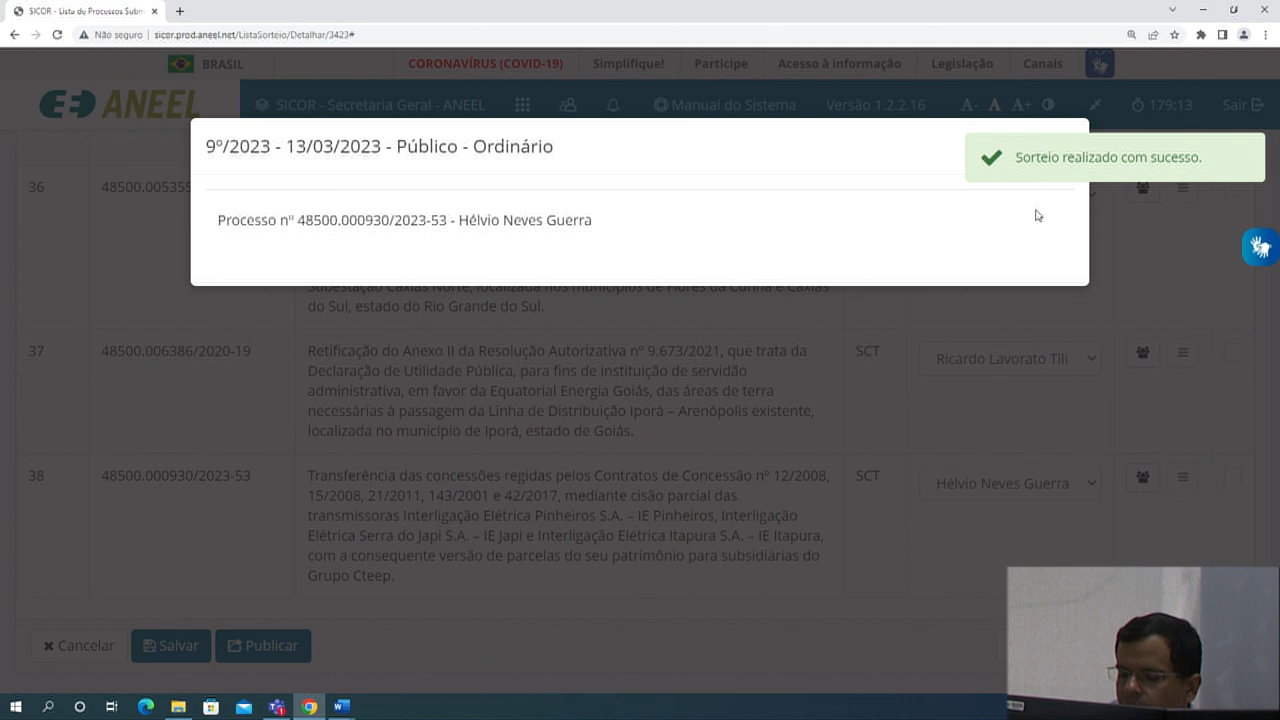 SICOR - Lista de Processos Subm
Não seguro
sicor.prod.aneel.net/ListaSorteio/Detalhar/3423#
BRASIL
CORONAVÍRUS (COVID-19)
Simplifique!
Participe
Acesso à informação
Legislação
Canais
ANEEL
SICOR - Secretaria Geral - ANEEL
Manual do Sistema
Versão 1.2.2.16
A- A A+
179:13
Sair
9º/2023 - 13/03/2023 - Público - Ordinário
Sorteio realizado com sucesso.
Processo nº 48500.000930/2023-53 - Hélvio Neves Guerra
36
48500.005355
Subestação Caxias Norte, localizada nos municípios de Flores da Cunha e Caxias
do Sul, estado do Rio Grande do Sul.
37
48500.006386/2020-19
Retificação do Anexo II da Resolução Autorizativa nº 9.673/2021, que trata da
Declaração de Utilidade Pública, para fins de instituição de servidão
administrativa, em favor da Equatorial Energia Goiás, das áreas de terra
necessárias à passagem da Linha de Distribuição Iporá – Arenópolis existente,
localizada no município de Iporá, estado de Goiás.
SCT
Ricardo Lavorato Tili
38
48500.000930/2023-53
Transferência das concessões regidas pelos Contratos de Concessão nº 12/2008,
15/2008, 21/2011, 143/2001 e 42/2017, mediante cisão parcial das
transmissoras Interligação Elétrica Pinheiros S.A. – IE Pinheiros, Interligação
Elétrica Serra do Japi S.A. – IE Japi e Interligação Elétrica Itapura S.A. – IE Itapura,
com a consequente versão de parcelas do seu patrimônio para subsidiárias do
Grupo Cteep.
SCT
Hélvio Neves Guerra
Cancelar
Salvar
Publicar